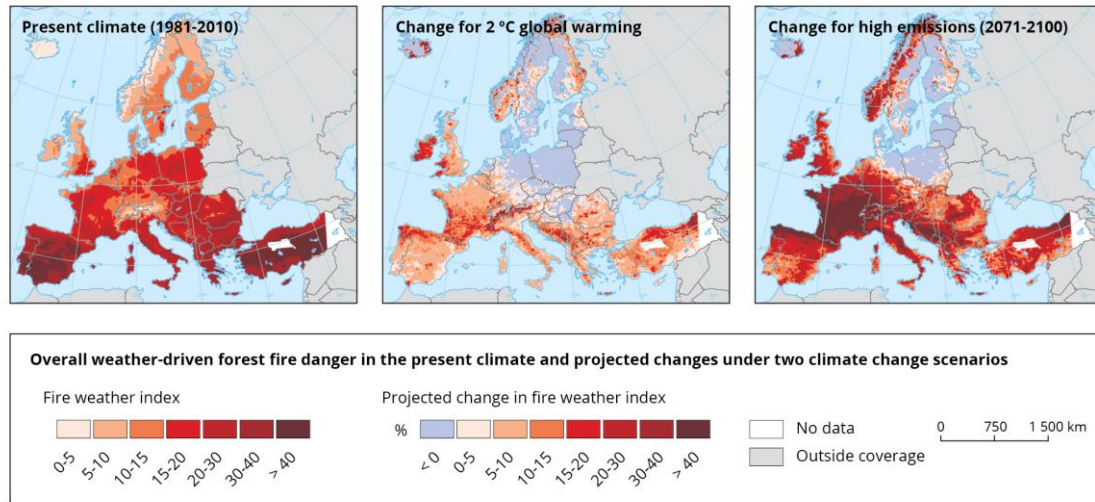 Present climate (1981-2010)
Change for 2 °C global warming
Change for high emissions (2071-2100)
Overall weather-driven forest fire danger in the present climate and projected changes under two climate change scenarios
Fire weather index
0-5
5-10
10-15
15-20
20-30
30-40
> 40
Projected change in fire weather index
%
< 0
0-5
5-10
10-15
15-20
20-30
30-40
> 40
No data
Outside coverage
0 750 1 500 km